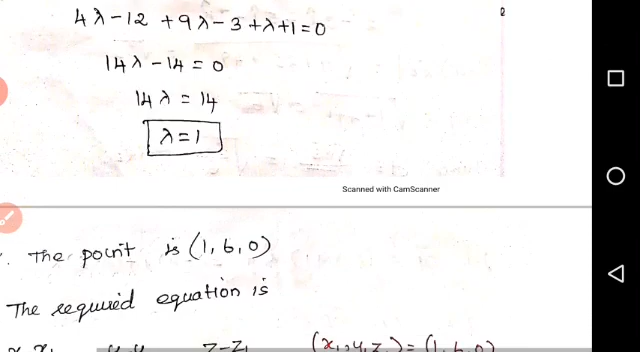 4λ-12 +9λ-3+λ+1=0
14λ-14=0
14λ=14
λ=1
Scanned with CamScanner
The point is (1,6,0)
The required equation is
z-z₁ (x₁,y₁z₁)=(1,6,0)